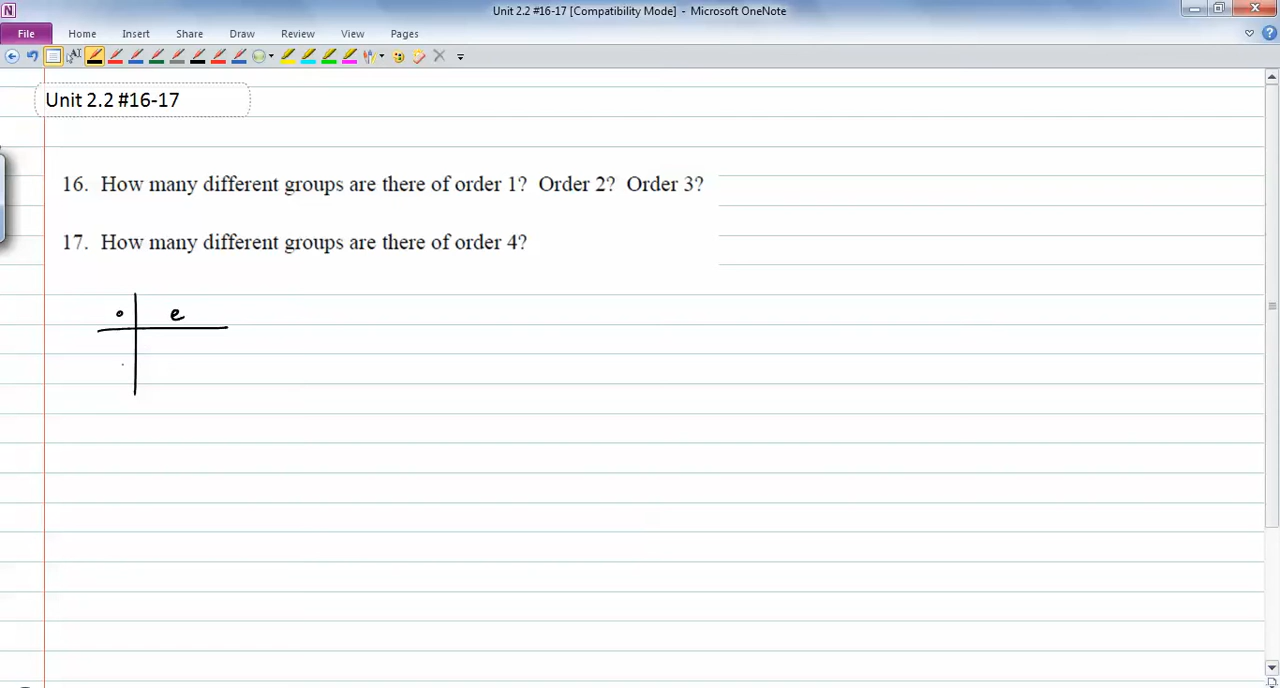 Unit 2.2 #16-17 [Compatibility Mode] - Microsoft OneNote
File Home Insert Share Draw Review View Pages
Unit 2.2 #16-17
16. How many different groups are there of order 1? Order 2? Order 3?
17. How many different groups are there of order 4?
∘ e